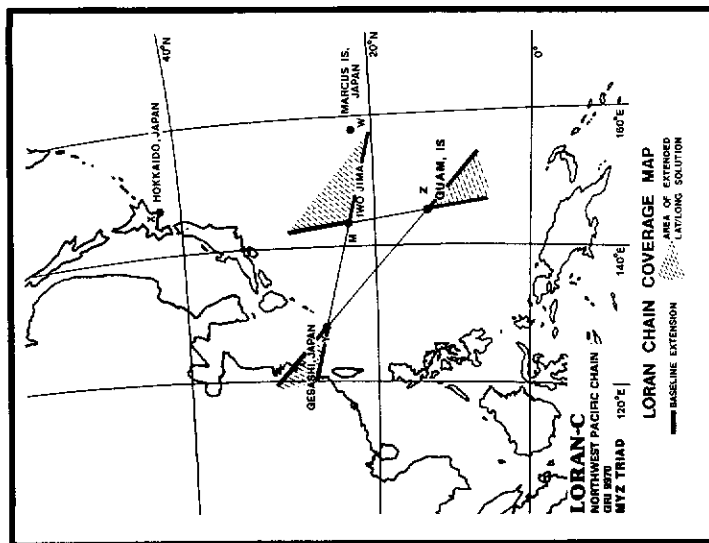 40°N
HOKKAIDO, JAPAN
X
MARCUS IS,
JAPAN
20°N
W
IWO JIMA
M
GESASHI, JAPAN
Y
Z
GUAM, IS
0°
LORAN-C
NORTHWEST PACIFIC CHAIN
GRI 9970
MYZ TRIAD
120°E
140°E
160°E
LORAN CHAIN COVERAGE MAP
BASELINE EXTENSION
AREA OF EXTENDED
LAT/LONG SOLUTION